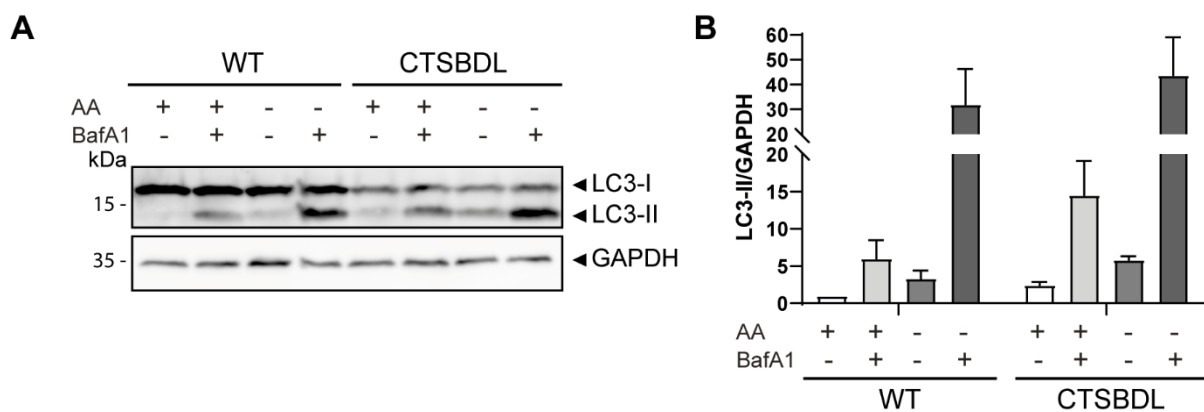 A
WT CTSBDL
AA + + - - + + - -
BafA1 - + - + - + - +
kDa
15 -
◄ LC3-I
◄ LC3-II
35 -
◄ GAPDH
B
LC3-II/GAPDH
60
50
40
30
20
20
15
10
5
0
AA + + - - + + - -
BafA1 - + - + - + - +
WT CTSBDL